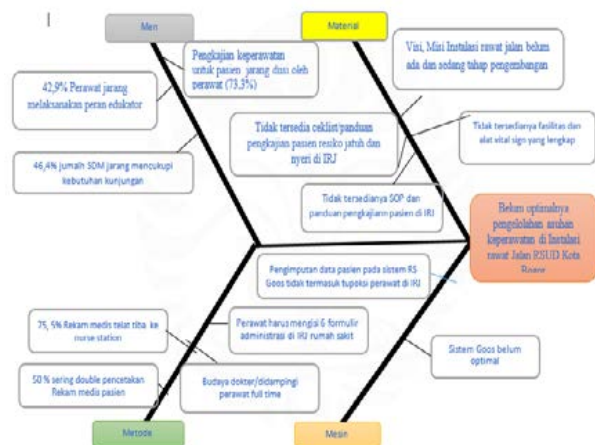 Men
Material
Pengkajian keperawatan
untuk pasien jarang diisi oleh
perawat (73,3%)
Visi, Misi Instalasi rawat jalan belum
ada dan sedang tahap pengembangan
42,9% Perawat jarang
melaksanakan peran edukator
Tidak tersedia ceklist/panduan
pengkajian pasien resiko jatuh dan
nyeri di IRJ
Tidak tersedianya fasilitas dan
alat vital sign yang lengkap
46,4% jumlah SDM jarang mencukupi
kebutuhan kunjungan
Tidak tersedianya SOP dan
panduan pengkajiann pasien di IRJ
Belum optimalnya
pengelolahan asuhan
keperawatan di Instalasi
rawat Jalan RSUD Kota
Pengimputan data pasien pada sistem RS
Goos tidak termasuk tupoksi perawat di IRJ
75, 5% Rekam medis telat tiba ke
nurse station
Perawat harus mengisi 6 formulir
administrasi di IRJ rumah sakit
Sistem Goos belum
optimal
50 % sering double pencetakan
Rekam medis pasien
Budaya dokter/didampingi
perawat full time
Metode
Mesin